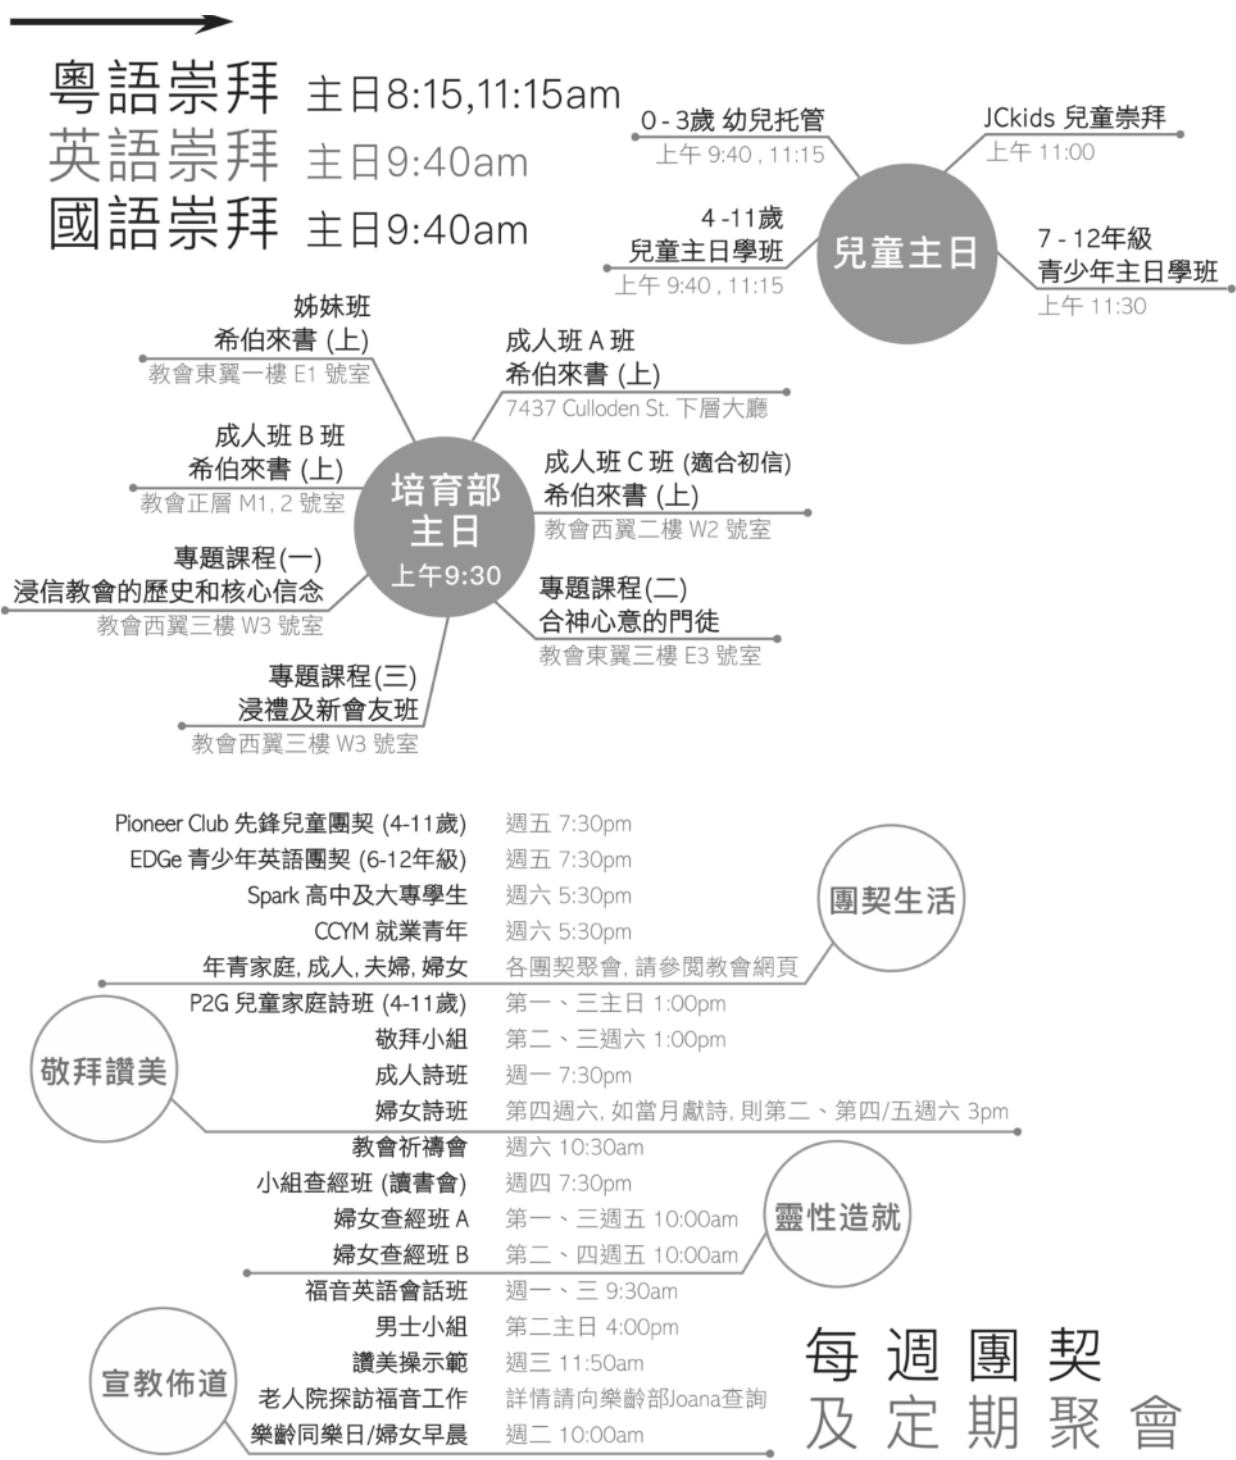 粵語崇拜 主日8:15,11:15am
英語崇拜 主日9:40am
國語崇拜 主日9:40am
0 - 3歲 幼兒托管
上午 9:40 , 11:15
JCkids 兒童崇拜
上午 11:00
4 -11歲
兒童主日學班
上午 9:40 , 11:15
兒童主日
7 - 12年級
青少年主日學班
上午 11:30
姊妹班
希伯來書 (上)
教會東翼一樓 E1 號室
成人班 A 班
希伯來書 (上)
7437 Culloden St. 下層大廳
成人班 B 班
希伯來書 (上)
教會正層 M1, 2 號室
培育部
主日
上午9:30
成人班 C 班 (適合初信)
希伯來書 (上)
教會西翼二樓 W2 號室
專題課程(一)
浸信教會的歷史和核心信念
教會西翼三樓 W3 號室
專題課程(二)
合神心意的門徒
教會東翼三樓 E3 號室
專題課程(三)
浸禮及新會友班
教會西翼三樓 W3 號室
Pioneer Club 先鋒兒童團契 (4-11歲) 週五 7:30pm
EDGe 青少年英語團契 (6-12年級) 週五 7:30pm
Spark 高中及大專學生 週六 5:30pm
CCYM 就業青年 週六 5:30pm
年青家庭, 成人, 夫婦, 婦女 各團契聚會, 請參閱教會網頁
團契生活
P2G 兒童家庭詩班 (4-11歲) 第一、三主日 1:00pm
敬拜小組 第二、三週六 1:00pm
成人詩班 週一 7:30pm
婦女詩班 第四週六, 如當月獻詩, 則第二、第四/五週六 3pm
敬拜讚美
教會祈禱會 週六 10:30am
小組查經班 (讀書會) 週四 7:30pm
婦女查經班 A 第一、三週五 10:00am
婦女查經班 B 第二、四週五 10:00am
靈性造就
福音英語會話班 週一、三 9:30am
男士小組 第二主日 4:00pm
讚美操示範 週三 11:50am
老人院探訪福音工作 詳情請向樂齡部Joana查詢
樂齡同樂日/婦女早晨 週二 10:00am
宣教佈道
每週團契
及定期聚會